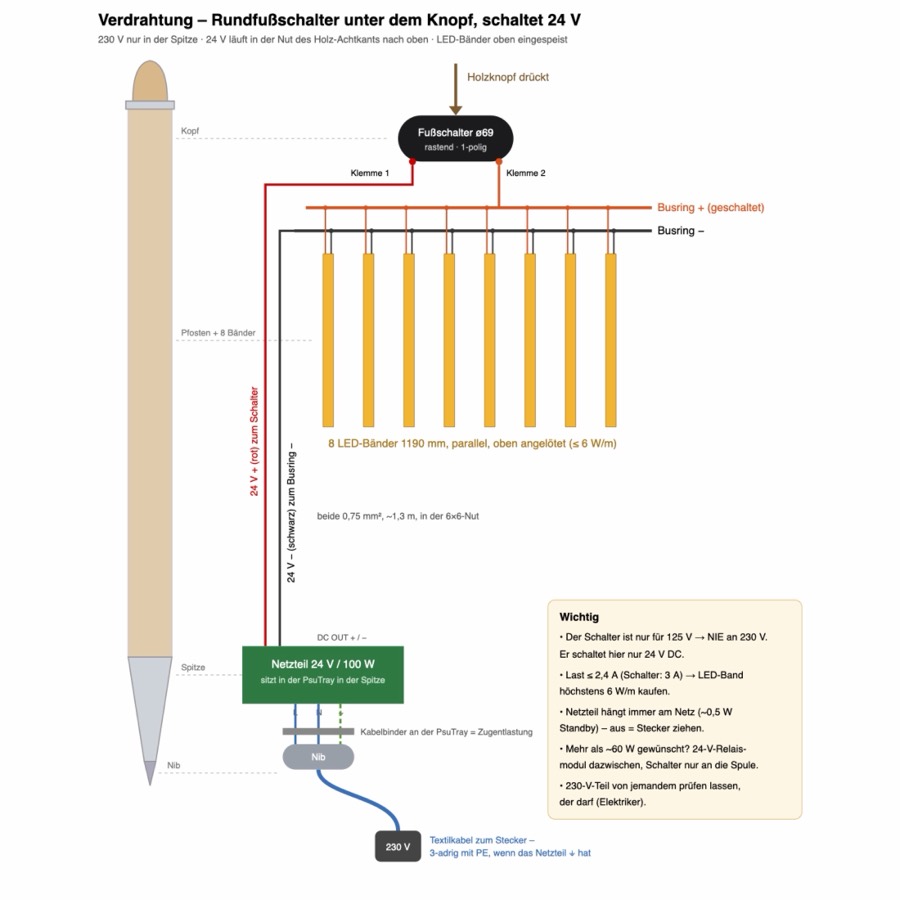 Verdrahtung – Rundfußschalter unter dem Knopf, schaltet 24 V
230 V nur in der Spitze · 24 V läuft in der Nut des Holz-Achtkants nach oben · LED-Bänder oben eingespeist
Holzknopf drückt
Kopf
Fußschalter ø69
rastend · 1-polig
Klemme 1
Klemme 2
Busring + (geschaltet)
Busring –
Pfosten + 8 Bänder
24 V + (rot) zum Schalter
24 V – (schwarz) zum Busring –
8 LED-Bänder 1190 mm, parallel, oben angelötet (≤ 6 W/m)
beide 0,75 mm², ~1,3 m, in der 6×6-Nut
DC OUT + / –
Spitze
Netzteil 24 V / 100 W
sitzt in der PsuTray in der Spitze
L N
Kabelbinder an der PsuTray = Zugentlastung
Nib
Nib
230 V
Textilkabel zum Stecker –
3-adrig mit PE, wenn das Netzteil ⏚ hat
Wichtig
• Der Schalter ist nur für 125 V → NIE an 230 V.
Er schaltet hier nur 24 V DC.
• Last ≤ 2,4 A (Schalter: 3 A) → LED-Band
höchstens 6 W/m kaufen.
• Netzteil hängt immer am Netz (~0,5 W
Standby) – aus = Stecker ziehen.
• Mehr als ~60 W gewünscht? 24-V-Relais-
modul dazwischen, Schalter nur an die Spule.
• 230-V-Teil von jemandem prüfen lassen,
der darf (Elektriker).